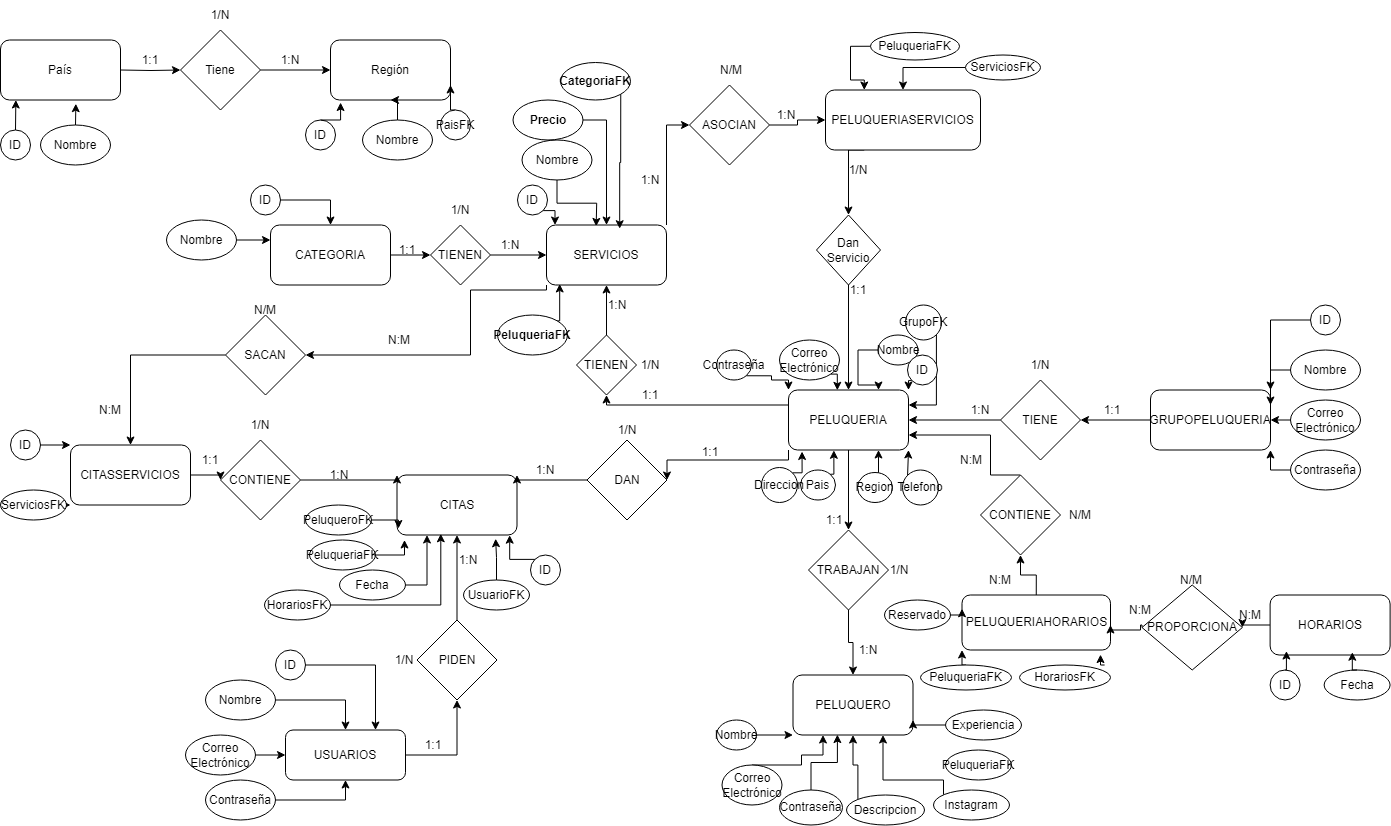 1/N
País
1:1
Tiene
1:N
Región
ID
Nombre
ID
Nombre
PaisFK
PeluqueriaFK
ServiciosFK
N/M
ASOCIAN
1:N
PELUQUERIASERVICIOS
CategoriaFK
Precio
Nombre
ID
1:N
1/N
ID
Nombre
CATEGORIA
1:1
1/N
TIENEN
1:N
SERVICIOS
Dan
Servicio
1:1
PeluqueriaFK
1:N
TIENEN
1/N
1:1
N/M
SACAN
N:M
N:M
GrupoFK
Nombre
ID
Contraseña
Correo
Electrónico
PELUQUERIA
1:N
1/N
TIENE
1:1
GRUPOPELUQUERIA
ID
Nombre
Correo
Electrónico
Contraseña
Direccion
Pais
Region
Telefono
N:M
CONTIENE
N/M
ID
CITASSERVICIOS
ServiciosFK
1:1
1/N
CONTIENE
1:N
CITAS
1:N
1/N
DAN
1:1
PeluqueroFK
PeluqueriaFK
Fecha
HorariosFK
1:N
UsuarioFK
ID
1:1
TRABAJAN
1/N
1:N
N:M
Reservado
PELUQUERIAHORARIOS
PeluqueriaFK
HorariosFK
N:M
N/M
PROPORCIONA
N:M
HORARIOS
ID
Fecha
1/N
PIDEN
1:1
ID
Nombre
Correo
Electrónico
Contraseña
USUARIOS
PELUQUERO
Nombre
Correo
Electrónico
Contraseña
Descripcion
Instagram
PeluqueriaFK
Experiencia